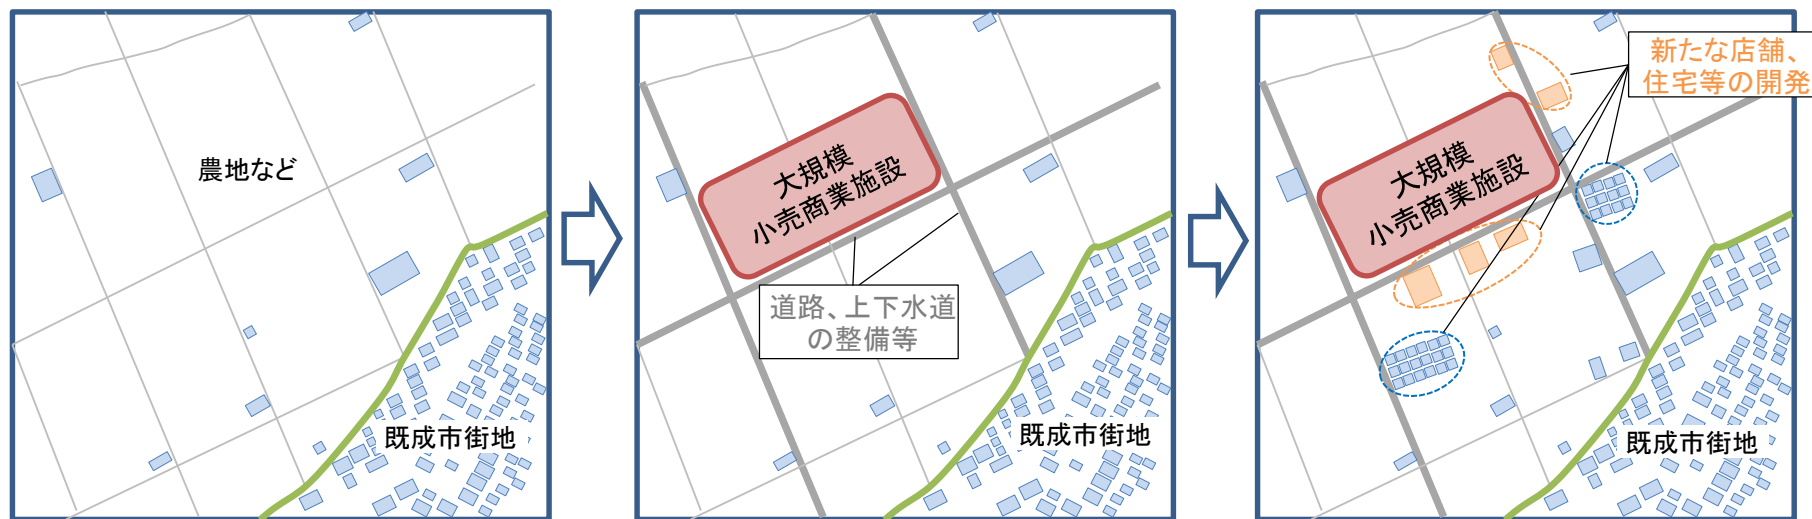 農地など
既成市街地
大規模
小売商業施設
道路、上下水道
の整備等
既成市街地
新たな店舗、
住宅等の開発
大規模
小売商業施設
既成市街地